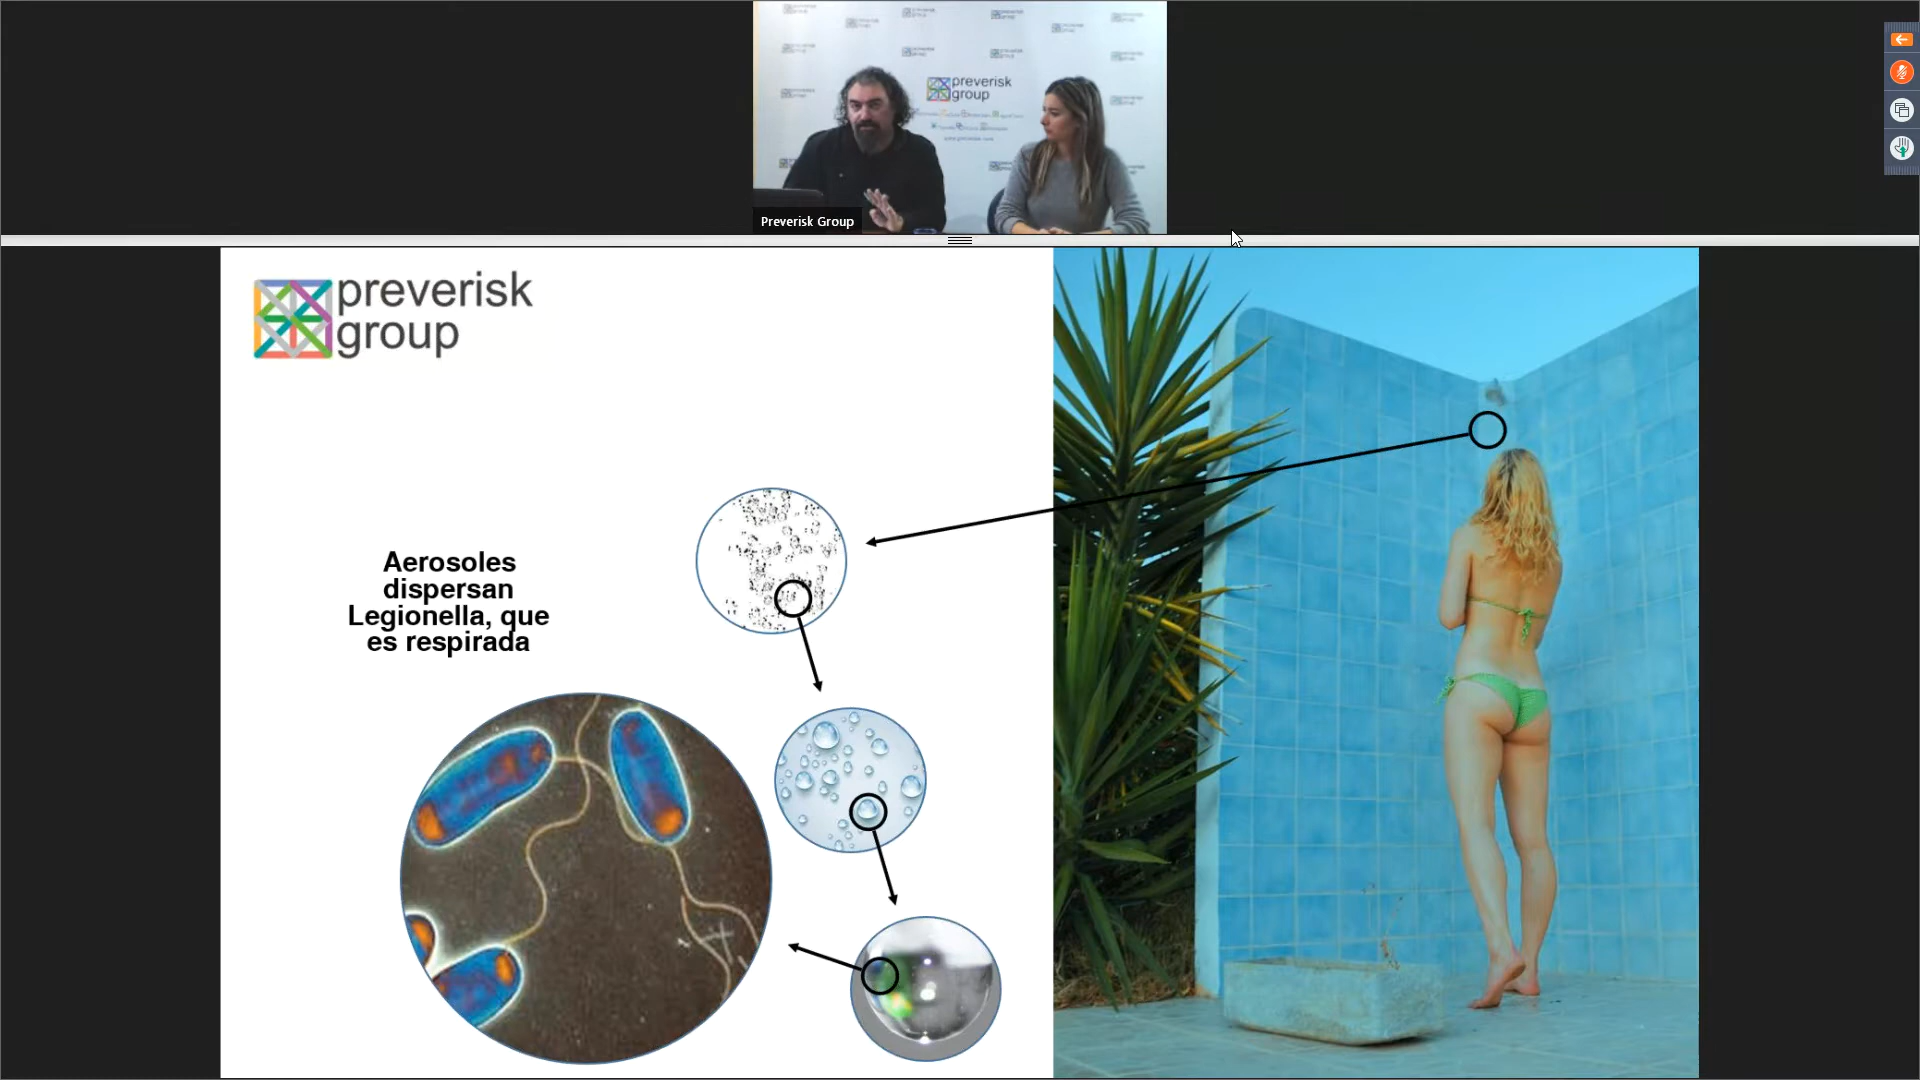 preverisk
group
Preverisk Group
preverisk
group
Aerosoles
dispersan
Legionella, que
es respirada